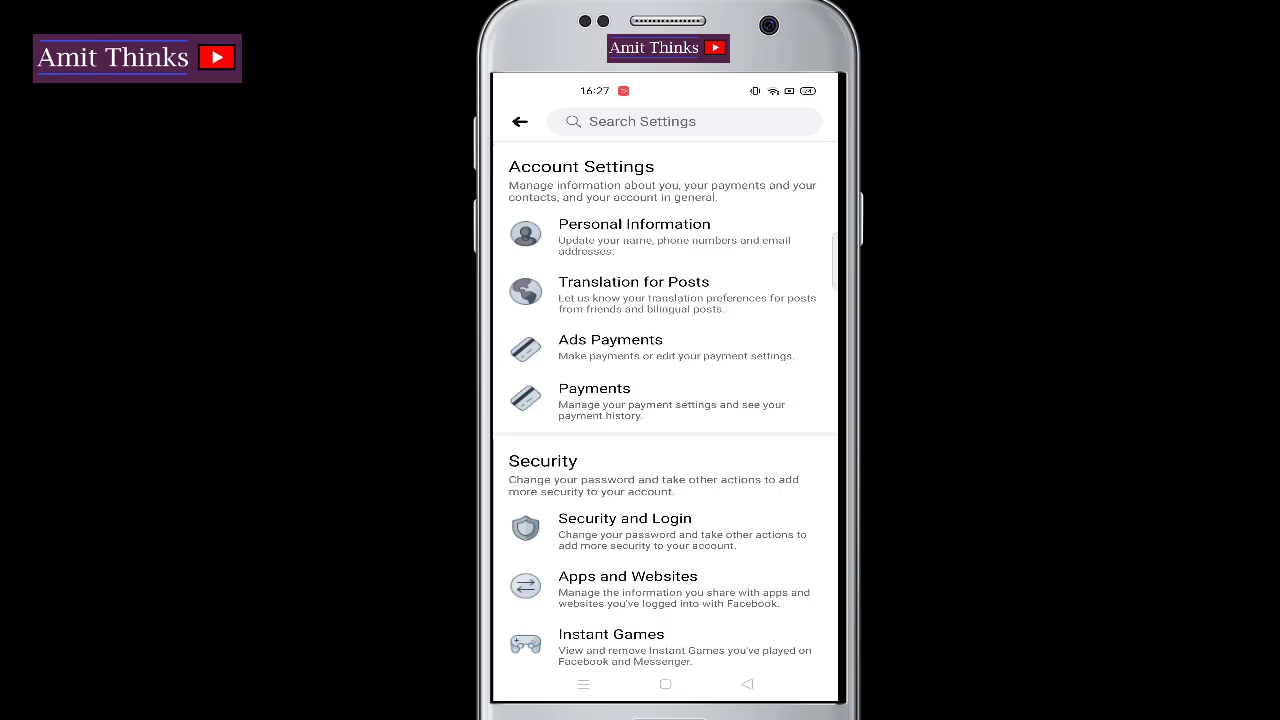 Amit Thinks
Amit Thinks
16:27
74
Search Settings
Account Settings
Manage information about you, your payments and your
contacts, and your account in general.
Personal Information
Update your name, phone numbers and email
addresses.
Translation for Posts
Let us know your translation preferences for posts
from friends and bilingual posts.
Ads Payments
Make payments or edit your payment settings.
Payments
Manage your payment settings and see your
payment history.
Security
Change your password and take other actions to add
more security to your account.
Security and Login
Change your password and take other actions to
add more security to your account.
Apps and Websites
Manage the information you share with apps and
websites you've logged into with Facebook.
Instant Games
View and remove Instant Games you've played on
Facebook and Messenger.